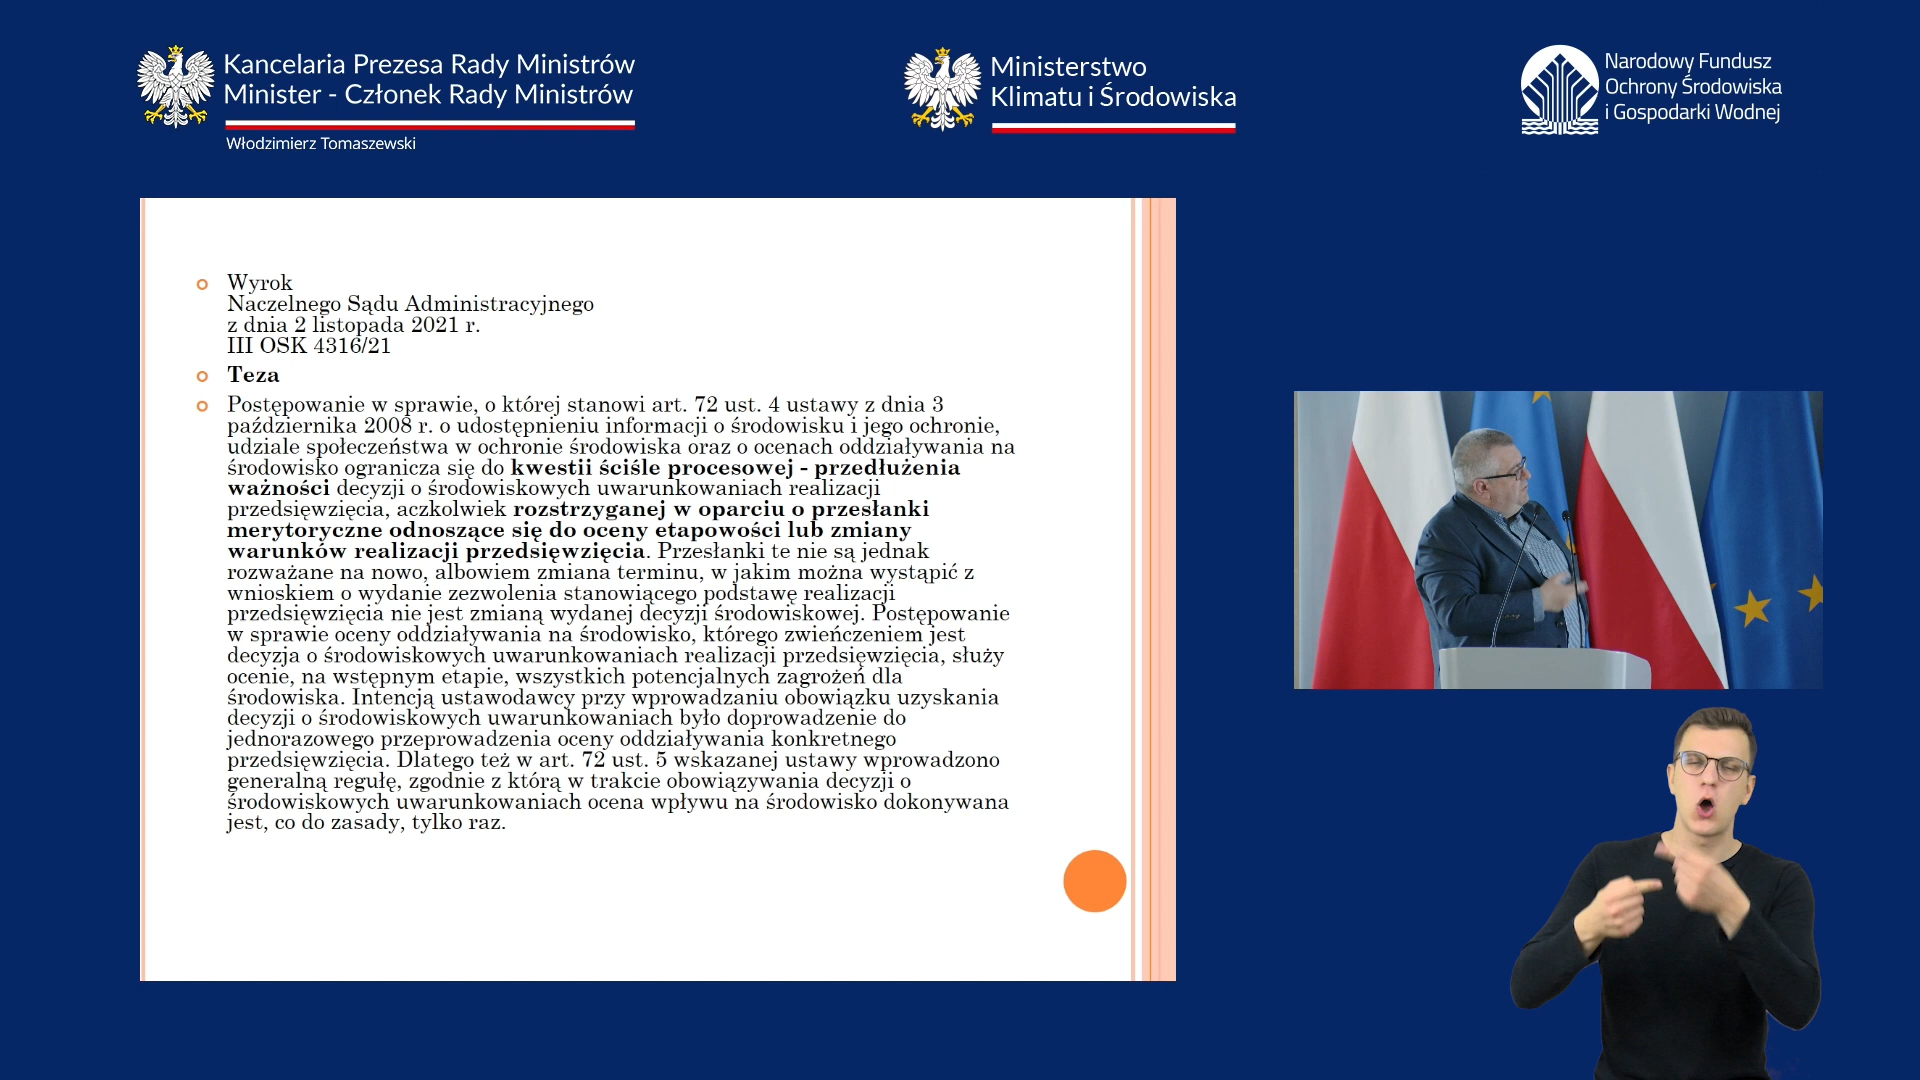 Kancelaria Prezesa Rady Ministrów
Minister - Członek Rady Ministrów
Włodzimierz Tomaszewski
Ministerstwo
Klimatu i Środowiska
Narodowy Fundusz
Ochrony Środowiska
i Gospodarki Wodnej
Wyrok
Naczelnego Sądu Administracyjnego
z dnia 2 listopada 2021 r.
III OSK 4316/21
Teza
Postępowanie w sprawie, o której stanowi art. 72 ust. 4 ustawy z dnia 3
października 2008 r. o udostępnieniu informacji o środowisku i jego ochronie,
udziale społeczeństwa w ochronie środowiska oraz o ocenach oddziaływania na
środowisko ogranicza się do kwestii ściśle procesowej - przedłużenia
ważności decyzji o środowiskowych uwarunkowaniach realizacji
przedsięwzięcia, aczkolwiek rozstrzyganej w oparciu o przesłanki
merytoryczne odnoszące się do oceny etapowości lub zmiany
warunków realizacji przedsięwzięcia. Przesłanki te nie są jednak
rozważane na nowo, albowiem zmiana terminu, w jakim można wystąpić z
wnioskiem o wydanie zezwolenia stanowiącego podstawę realizacji
przedsięwzięcia nie jest zmianą wydanej decyzji środowiskowej. Postępowanie
w sprawie oceny oddziaływania na środowisko, którego zwieńczeniem jest
decyzja o środowiskowych uwarunkowaniach realizacji przedsięwzięcia, służy
ocenie, na wstępnym etapie, wszystkich potencjalnych zagrożeń dla
środowiska. Intencją ustawodawcy przy wprowadzaniu obowiązku uzyskania
decyzji o środowiskowych uwarunkowaniach było doprowadzenie do
jednorazowego przeprowadzenia oceny oddziaływania konkretnego
przedsięwzięcia. Dlatego też w art. 72 ust. 5 wskazanej ustawy wprowadzono
generalną regułę, zgodnie z którą w trakcie obowiązywania decyzji o
środowiskowych uwarunkowaniach ocena wpływu na środowisko dokonywana
jest, co do zasady, tylko raz.